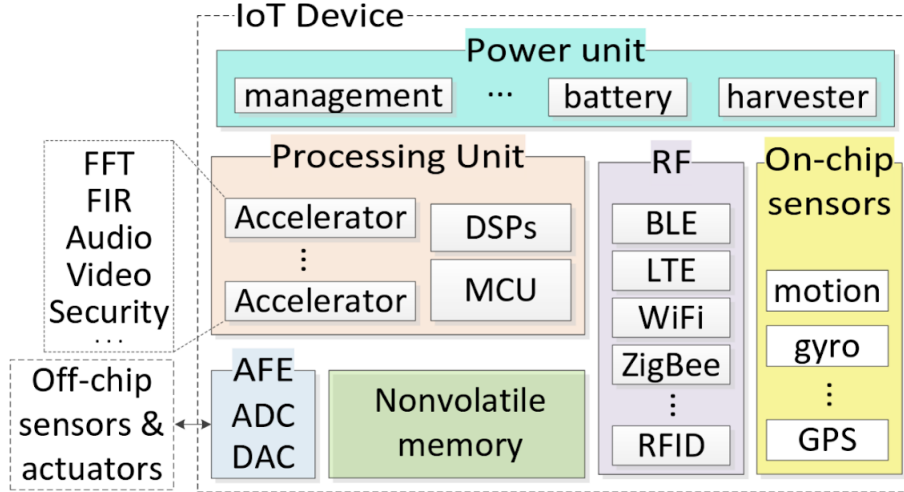 IoT Device
Power unit
management ... battery harvester
FFT
FIR
Audio
Video
Security
...
Processing Unit
Accelerator
...
Accelerator
DSPs
MCU
RF
BLE
LTE
WiFi
ZigBee
...
RFID
On-chip
sensors
motion
gyro
...
GPS
Off-chip
sensors &
actuators
AFE
ADC
DAC
Nonvolatile
memory